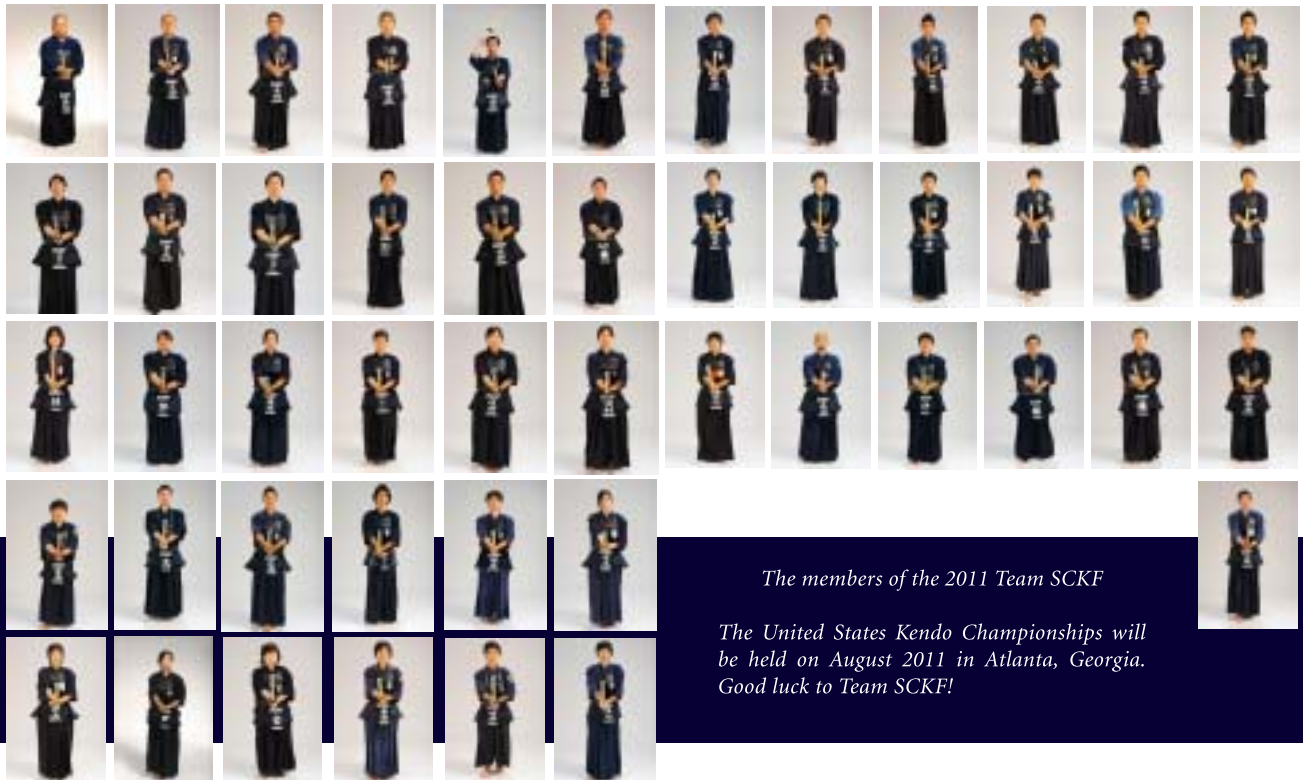 The members of the 2011 Team SCKF
The United States Kendo Championships will
be held on August 2011 in Atlanta, Georgia.
Good luck to Team SCKF!